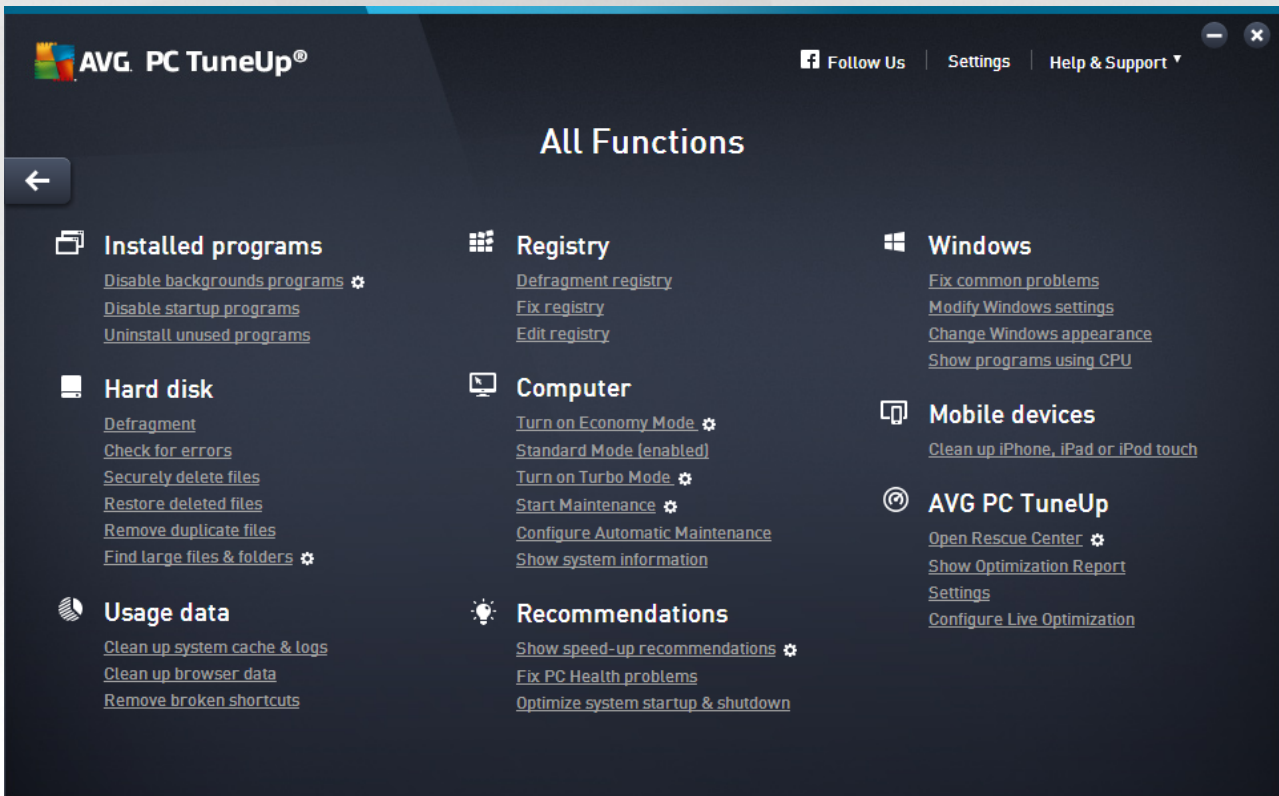 AVG. PC TuneUp®
Follow Us
Settings
Help & Support
All Functions
Installed programs
Disable backgrounds programs
Disable startup programs
Uninstall unused programs
Hard disk
Defragment
Check for errors
Securely delete files
Restore deleted files
Remove duplicate files
Find large files & folders
Usage data
Clean up system cache & logs
Clean up browser data
Remove broken shortcuts
Registry
Defragment registry
Fix registry
Edit registry
Computer
Turn on Economy Mode
Standard Mode (enabled)
Turn on Turbo Mode
Start Maintenance
Configure Automatic Maintenance
Show system information
Recommendations
Show speed-up recommendations
Fix PC Health problems
Optimize system startup & shutdown
Windows
Fix common problems
Modify Windows settings
Change Windows appearance
Show programs using CPU
Mobile devices
Clean up iPhone, iPad or iPod touch
AVG PC TuneUp
Open Rescue Center
Show Optimization Report
Settings
Configure Live Optimization